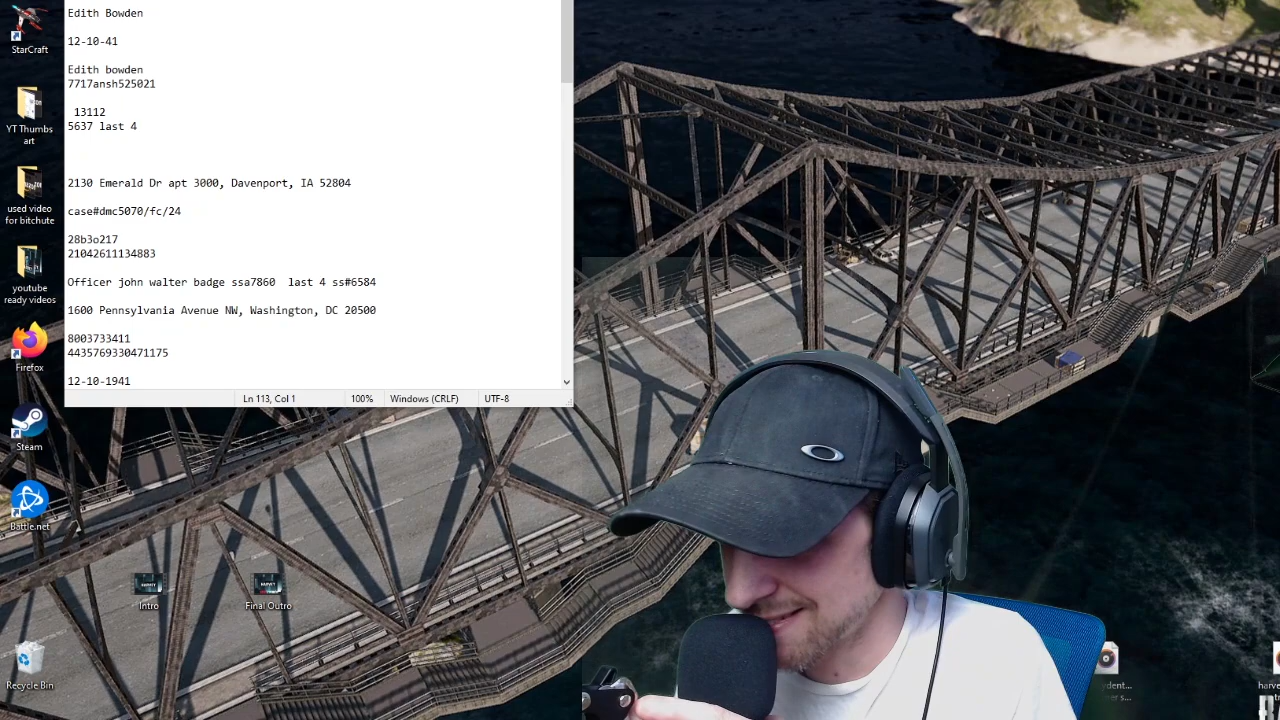 Edith Bowden
12-10-41
Edith bowden
7717ansh525021
13112
5637 last 4
2130 Emerald Dr apt 3000, Davenport, IA 52804
case#dmc5070/fc/24
28b3o217
21042611134883
Officer john walter badge ssa7860  last 4 ss#6584
1600 Pennsylvania Avenue NW, Washington, DC 20500
8003733411
4435769330471175
12-10-1941
Ln 113, Col 1
100%
Windows (CRLF)
UTF-8
StarCraft
YT Thumbs
art
used video
for bitchute
youtube
ready videos
Firefox
Steam
Battle.net
Intro
Final Outro
Recycle Bin